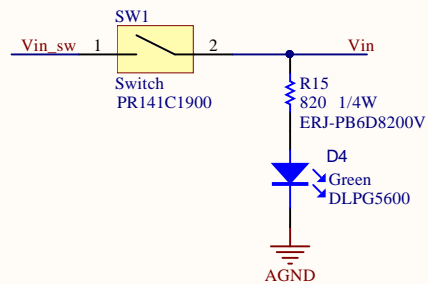 SW1
Vin_sw 1 2 Vin
Switch
PR141C1900
R15
820 1/4W
ERJ-PB6D8200V
D4
Green
DLPG5600
AGND